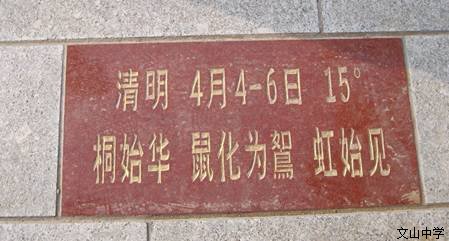 清明 4月4-6日 15°
桐始华 鼠化为鴽 虹始见
文山中学